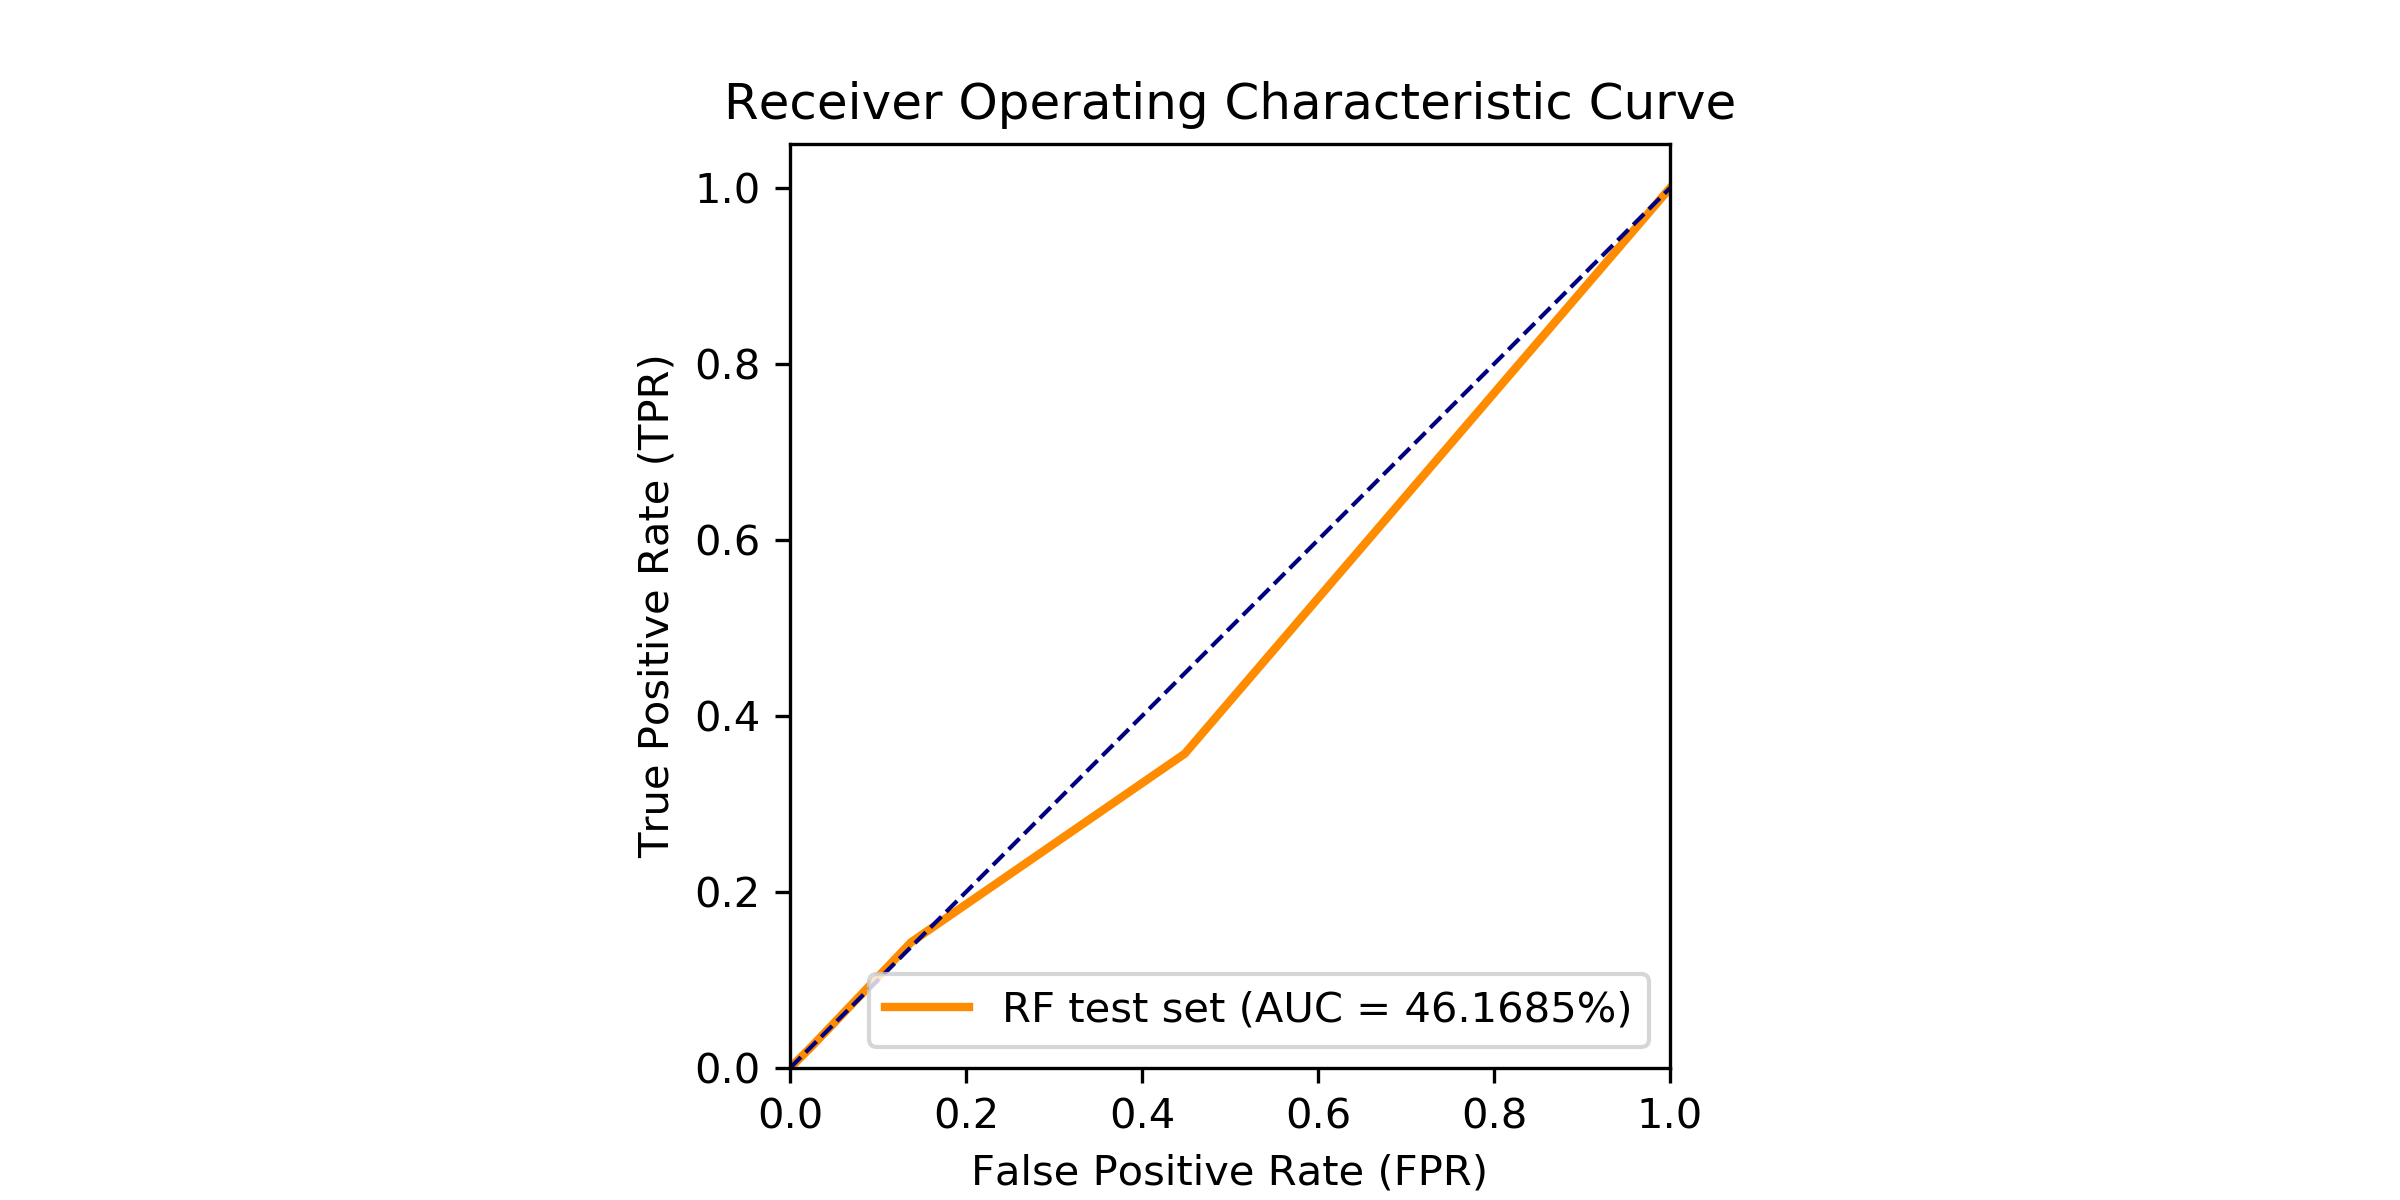 Receiver Operating Characteristic Curve
1.0
0.8
0.6
0.4
0.2
0.0
True Positive Rate (TPR)
RF test set (AUC = 46.1685%)
0.0 0.2 0.4 0.6 0.8 1.0
False Positive Rate (FPR)